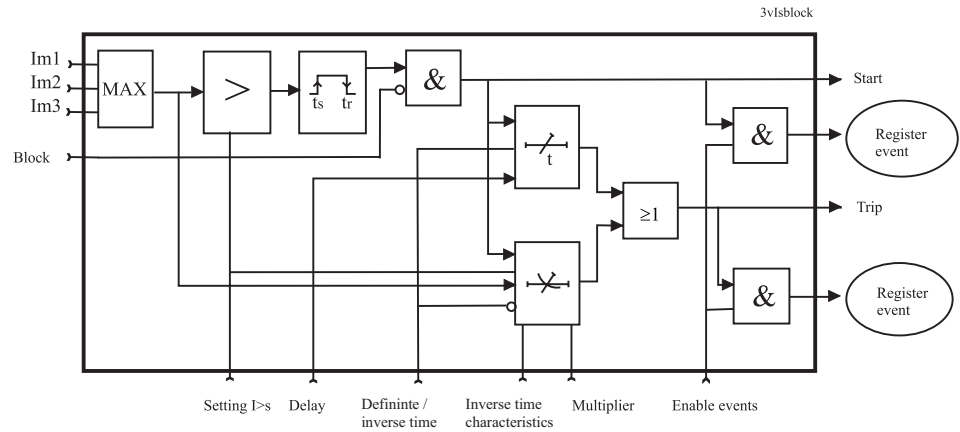 3vIsblock
Im1
Im2
Im3
MAX
>
ts
tr
&
Start
&
Register
event
Block
t
≥1
Trip
&
Register
event
Setting I>s
Delay
Defininte /
inverse time
Inverse time
characteristics
Multiplier
Enable events